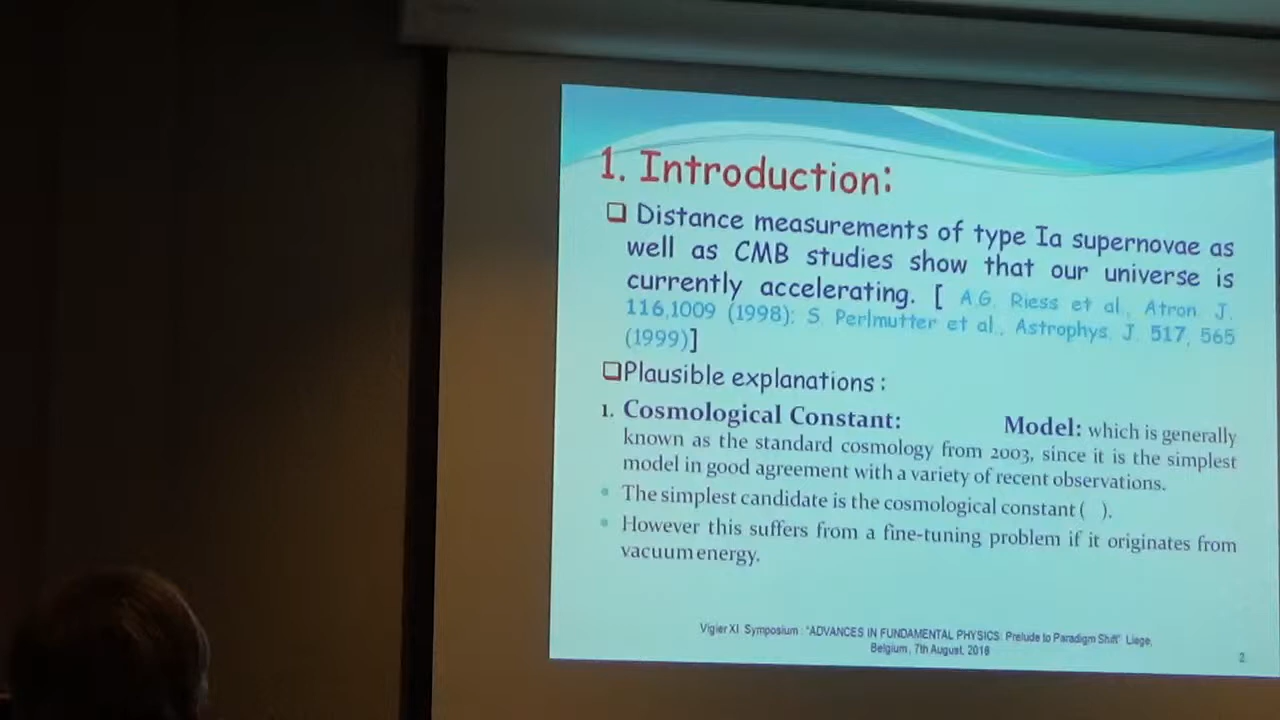 1. Introduction:
❑ Distance measurements of type Ia supernovae as
well as CMB studies show that our universe is
currently accelerating. [ A.G. Riess et al., Atron. J.
116,1009 (1998); S. Perlmutter et al., Astrophys. J. 517, 565
(1999)]
❑Plausible explanations :
1. Cosmological Constant: Model: which is generally
known as the standard cosmology from 2003, since it is the simplest
model in good agreement with a variety of recent observations.
• The simplest candidate is the cosmological constant ( ).
• However this suffers from a fine-tuning problem if it originates from
vacuum energy.
Vigier XI Symposium : "ADVANCES IN FUNDAMENTAL PHYSICS: Prelude to Paradigm Shift" Liege,
Belgium , 7th August, 2018
2